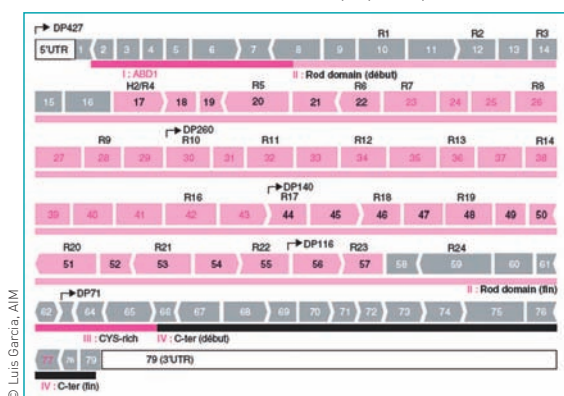 DP427 R1 R2 R3
5'UTR 1 2 3 4 5 6 7 8 9 10 11 12 13 14
I : ABD1 II : Rod domain (début)
H2/R4 R5 R6 R7 R8
15 16 17 18 19 20 21 22 23 24 25 26
DP260
R9 R10 R11 R12 R13 R14
27 28 29 30 31 32 33 34 35 36 37 38
DP140
R16 R17 R18 R19
39 40 41 42 43 44 45 46 47 48 49 50
DP116
R20 R21 R22 R23 R24
51 52 53 54 55 56 57 58 59 60 61
II : Rod domain (fin)
DP71
62 64 65 66 67 68 69 70 71 72 73 74 75 76
III : CYS-rich IV : C-ter (début)
77 78 79 79 (3'UTR)
IV : C-ter (fin)
© Luis Garcia, AIM